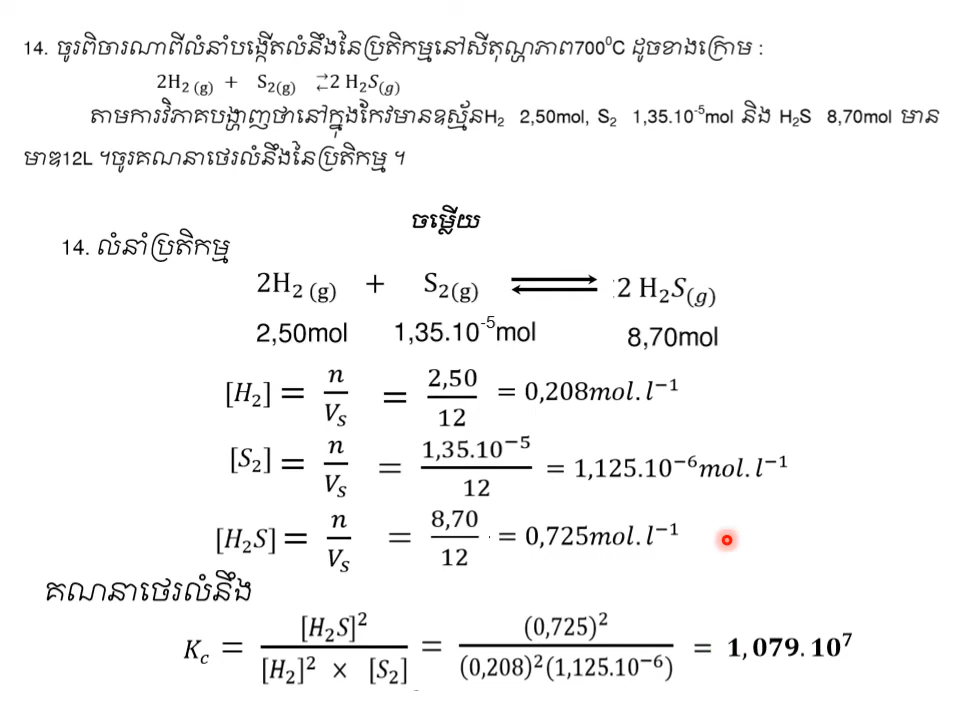 14. ចូរពិចារណាពីលំនាំបង្កើតលំនឹងនៃប្រតិកម្មនៅសីតុណ្ហភាព700⁰C ដូចខាងក្រោម :
2H₂ (g) + S₂(g) ⇄2 H₂S(g)
តាមការវិភាគបង្ហាញថានៅក្នុងកែវមានឧស្ម័នH₂ 2,50mol, S₂ 1,35.10⁻⁵mol និង H₂S 8,70mol មាន
មាឌ12L ។ចូរគណនាថេរលំនឹងនៃប្រតិកម្ម ។
ចម្លើយ
14. លំនាំប្រតិកម្ម
2H₂ (g) + S₂(g) ⇌ 2 H₂S(g)
2,50mol 1,35.10⁻⁵mol 8,70mol
[H₂] = n/Vₛ = 2,50/12 = 0,208mol.l⁻¹
[S₂] = n/Vₛ = 1,35.10⁻⁵/12 = 1,125.10⁻⁶mol.l⁻¹
[H₂S] = n/Vₛ = 8,70/12 = 0,725mol.l⁻¹
គណនាថេរលំនឹង
K꜀ = [H₂S]²/[H₂]² × [S₂] = (0,725)²/(0,208)²(1,125.10⁻⁶) = 1,079.10⁷